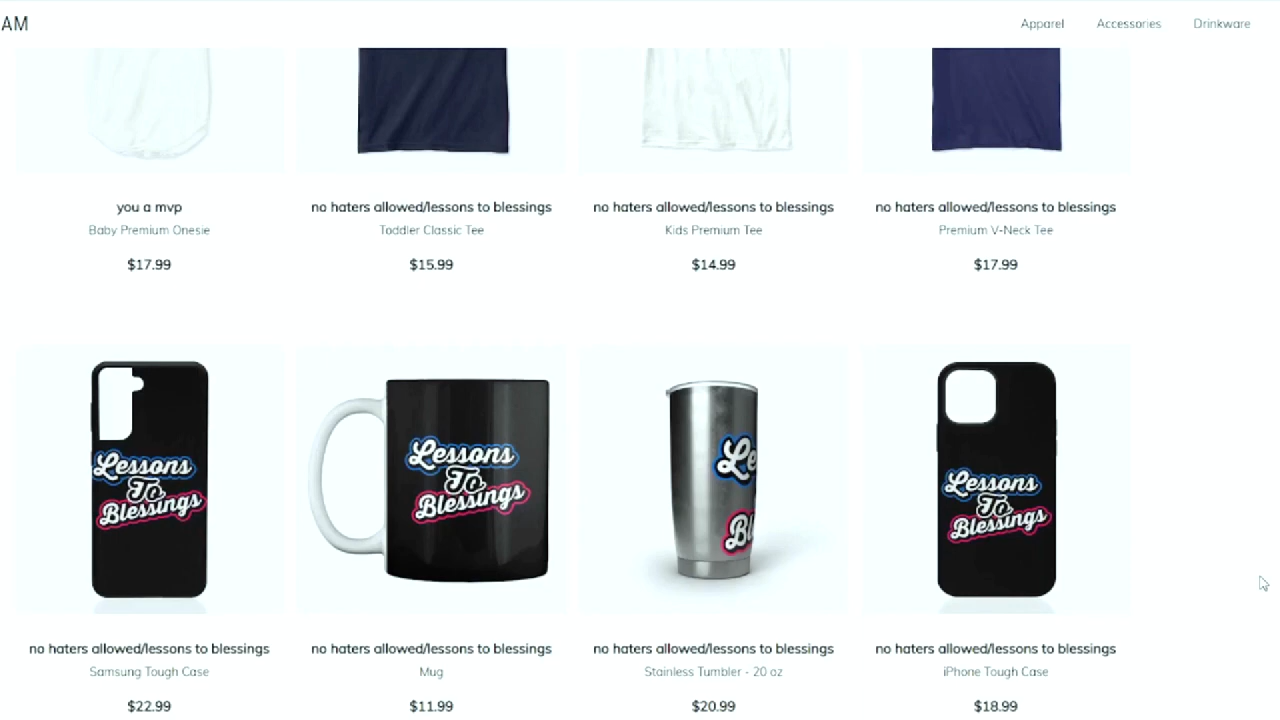 AM
Apparel
Accessories
Drinkware
you a mvp
Baby Premium Onesie
$17.99
no haters allowed/lessons to blessings
Toddler Classic Tee
$15.99
no haters allowed/lessons to blessings
Kids Premium Tee
$14.99
no haters allowed/lessons to blessings
Premium V-Neck Tee
$17.99
Lessons
To
Blessings
Lessons
To
Blessings
Le
Bl
Lessons
To
Blessings
no haters allowed/lessons to blessings
Samsung Tough Case
$22.99
no haters allowed/lessons to blessings
Mug
$11.99
no haters allowed/lessons to blessings
Stainless Tumbler - 20 oz
$20.99
no haters allowed/lessons to blessings
iPhone Tough Case
$18.99